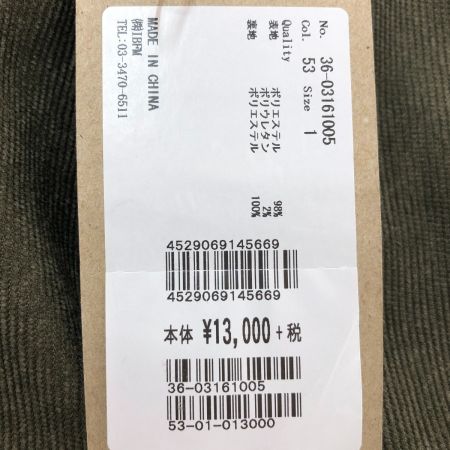 No. 36-03161005
Col. 53 Size 1
Quality
表地 ポリエステル 98%
ポリウレタン 2%
裏地 ポリエステル 100%
MADE IN CHINA
㈱IBFM
TEL:03-3470-6511
4529069145669
4529069145669
本体 ¥13,000+税
36-03161005
53-01-013000